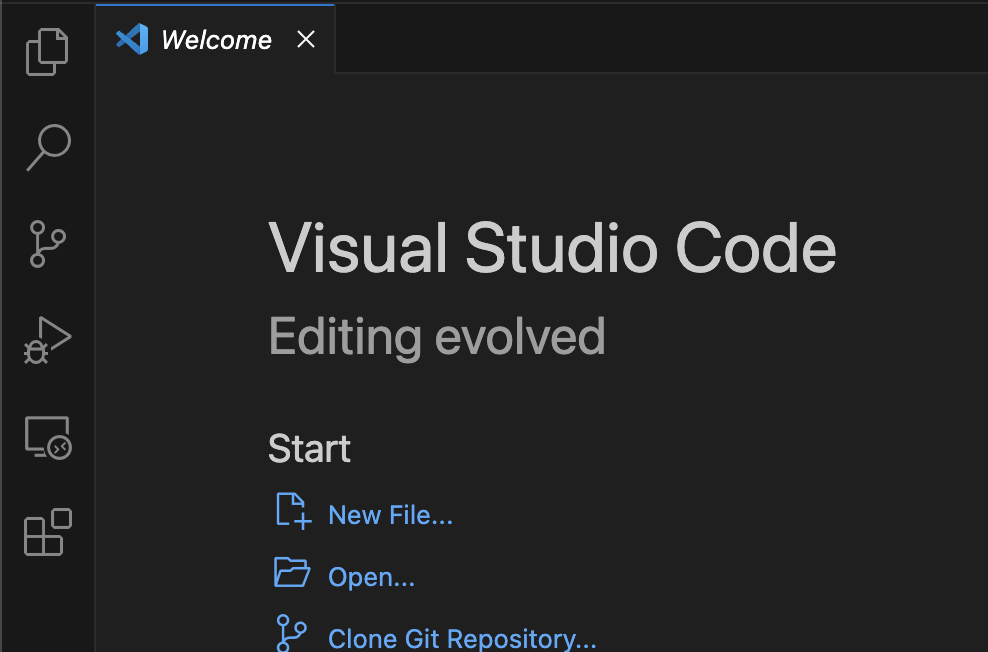 Welcome
Visual Studio Code
Editing evolved
Start
New File...
Open...
Clone Git Repository...